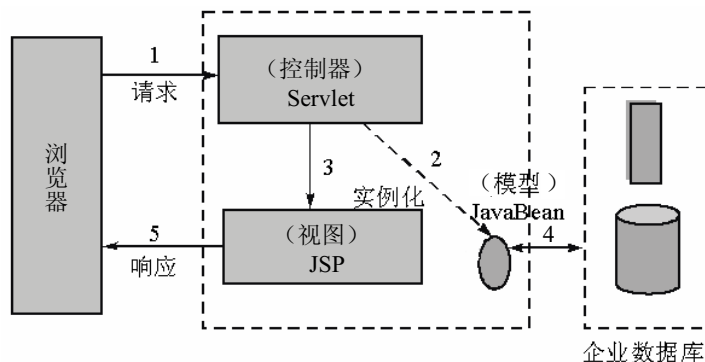 浏览器
1
请求
（控制器）
Servlet
3
2
实例化
（模型）
JavaBean
4
（视图）
JSP
5
响应
企业数据库